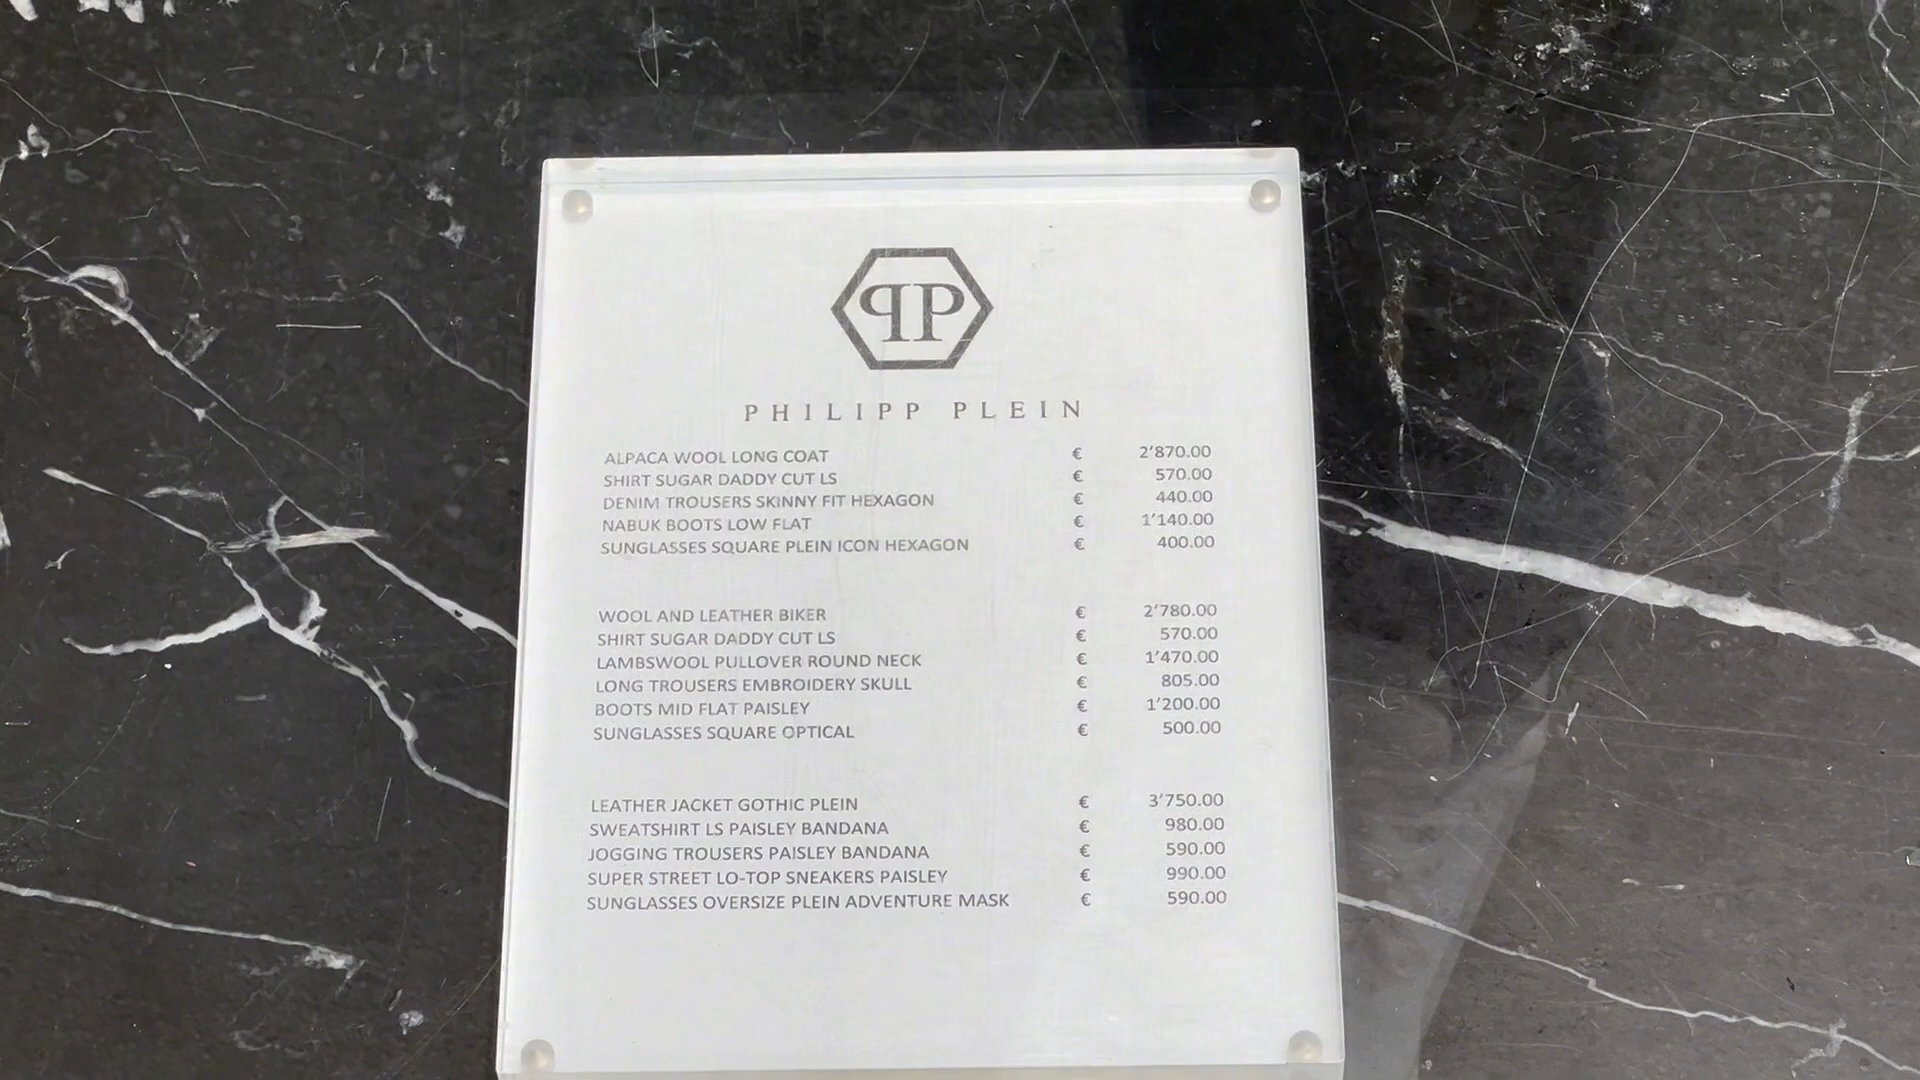 PP
PHILIPP PLEIN
ALPACA WOOL LONG COAT € 2'870.00
SHIRT SUGAR DADDY CUT LS € 570.00
DENIM TROUSERS SKINNY FIT HEXAGON € 440.00
NABUK BOOTS LOW FLAT € 1'140.00
SUNGLASSES SQUARE PLEIN ICON HEXAGON € 400.00
WOOL AND LEATHER BIKER € 2'780.00
SHIRT SUGAR DADDY CUT LS € 570.00
LAMBSWOOL PULLOVER ROUND NECK € 1'470.00
LONG TROUSERS EMBROIDERY SKULL € 805.00
BOOTS MID FLAT PAISLEY € 1'200.00
SUNGLASSES SQUARE OPTICAL € 500.00
LEATHER JACKET GOTHIC PLEIN € 3'750.00
SWEATSHIRT LS PAISLEY BANDANA € 980.00
JOGGING TROUSERS PAISLEY BANDANA € 590.00
SUPER STREET LO-TOP SNEAKERS PAISLEY € 990.00
SUNGLASSES OVERSIZE PLEIN ADVENTURE MASK € 590.00